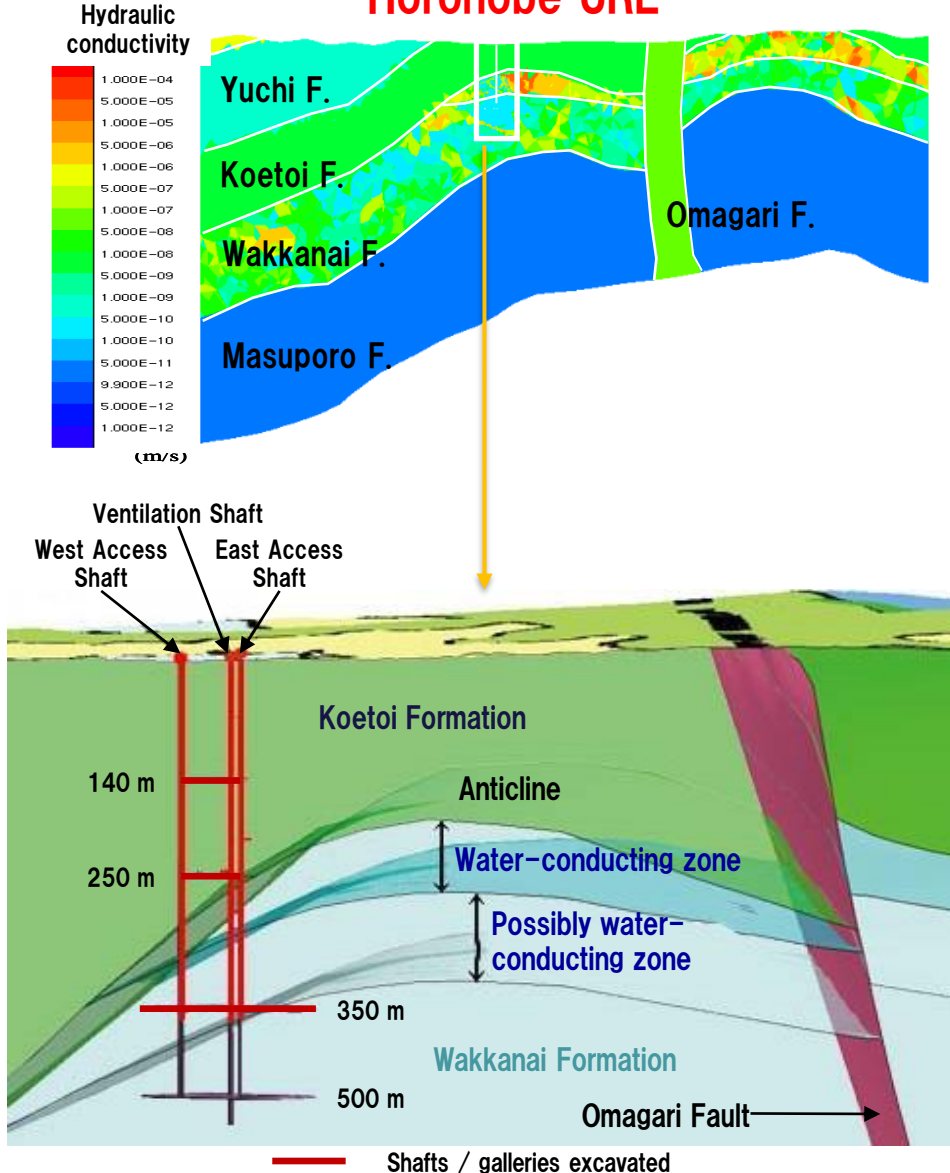 Horonobe URL
Hydraulic
conductivity
1.000E-04
5.000E-05
1.000E-05
5.000E-06
1.000E-06
5.000E-07
1.000E-07
5.000E-08
1.000E-08
5.000E-09
1.000E-09
5.000E-10
1.000E-10
5.000E-11
9.900E-12
5.000E-12
1.000E-12
(m/s)
Yuchi F.
Koetoi F.
Wakkanai F.
Omagari F.
Masuporo F.
Ventilation Shaft
West Access
Shaft
East Access
Shaft
Koetoi Formation
140 m
Anticline
Water-conducting zone
250 m
Possibly water-
conducting zone
350 m
Wakkanai Formation
500 m
Omagari Fault
Shafts / galleries excavated